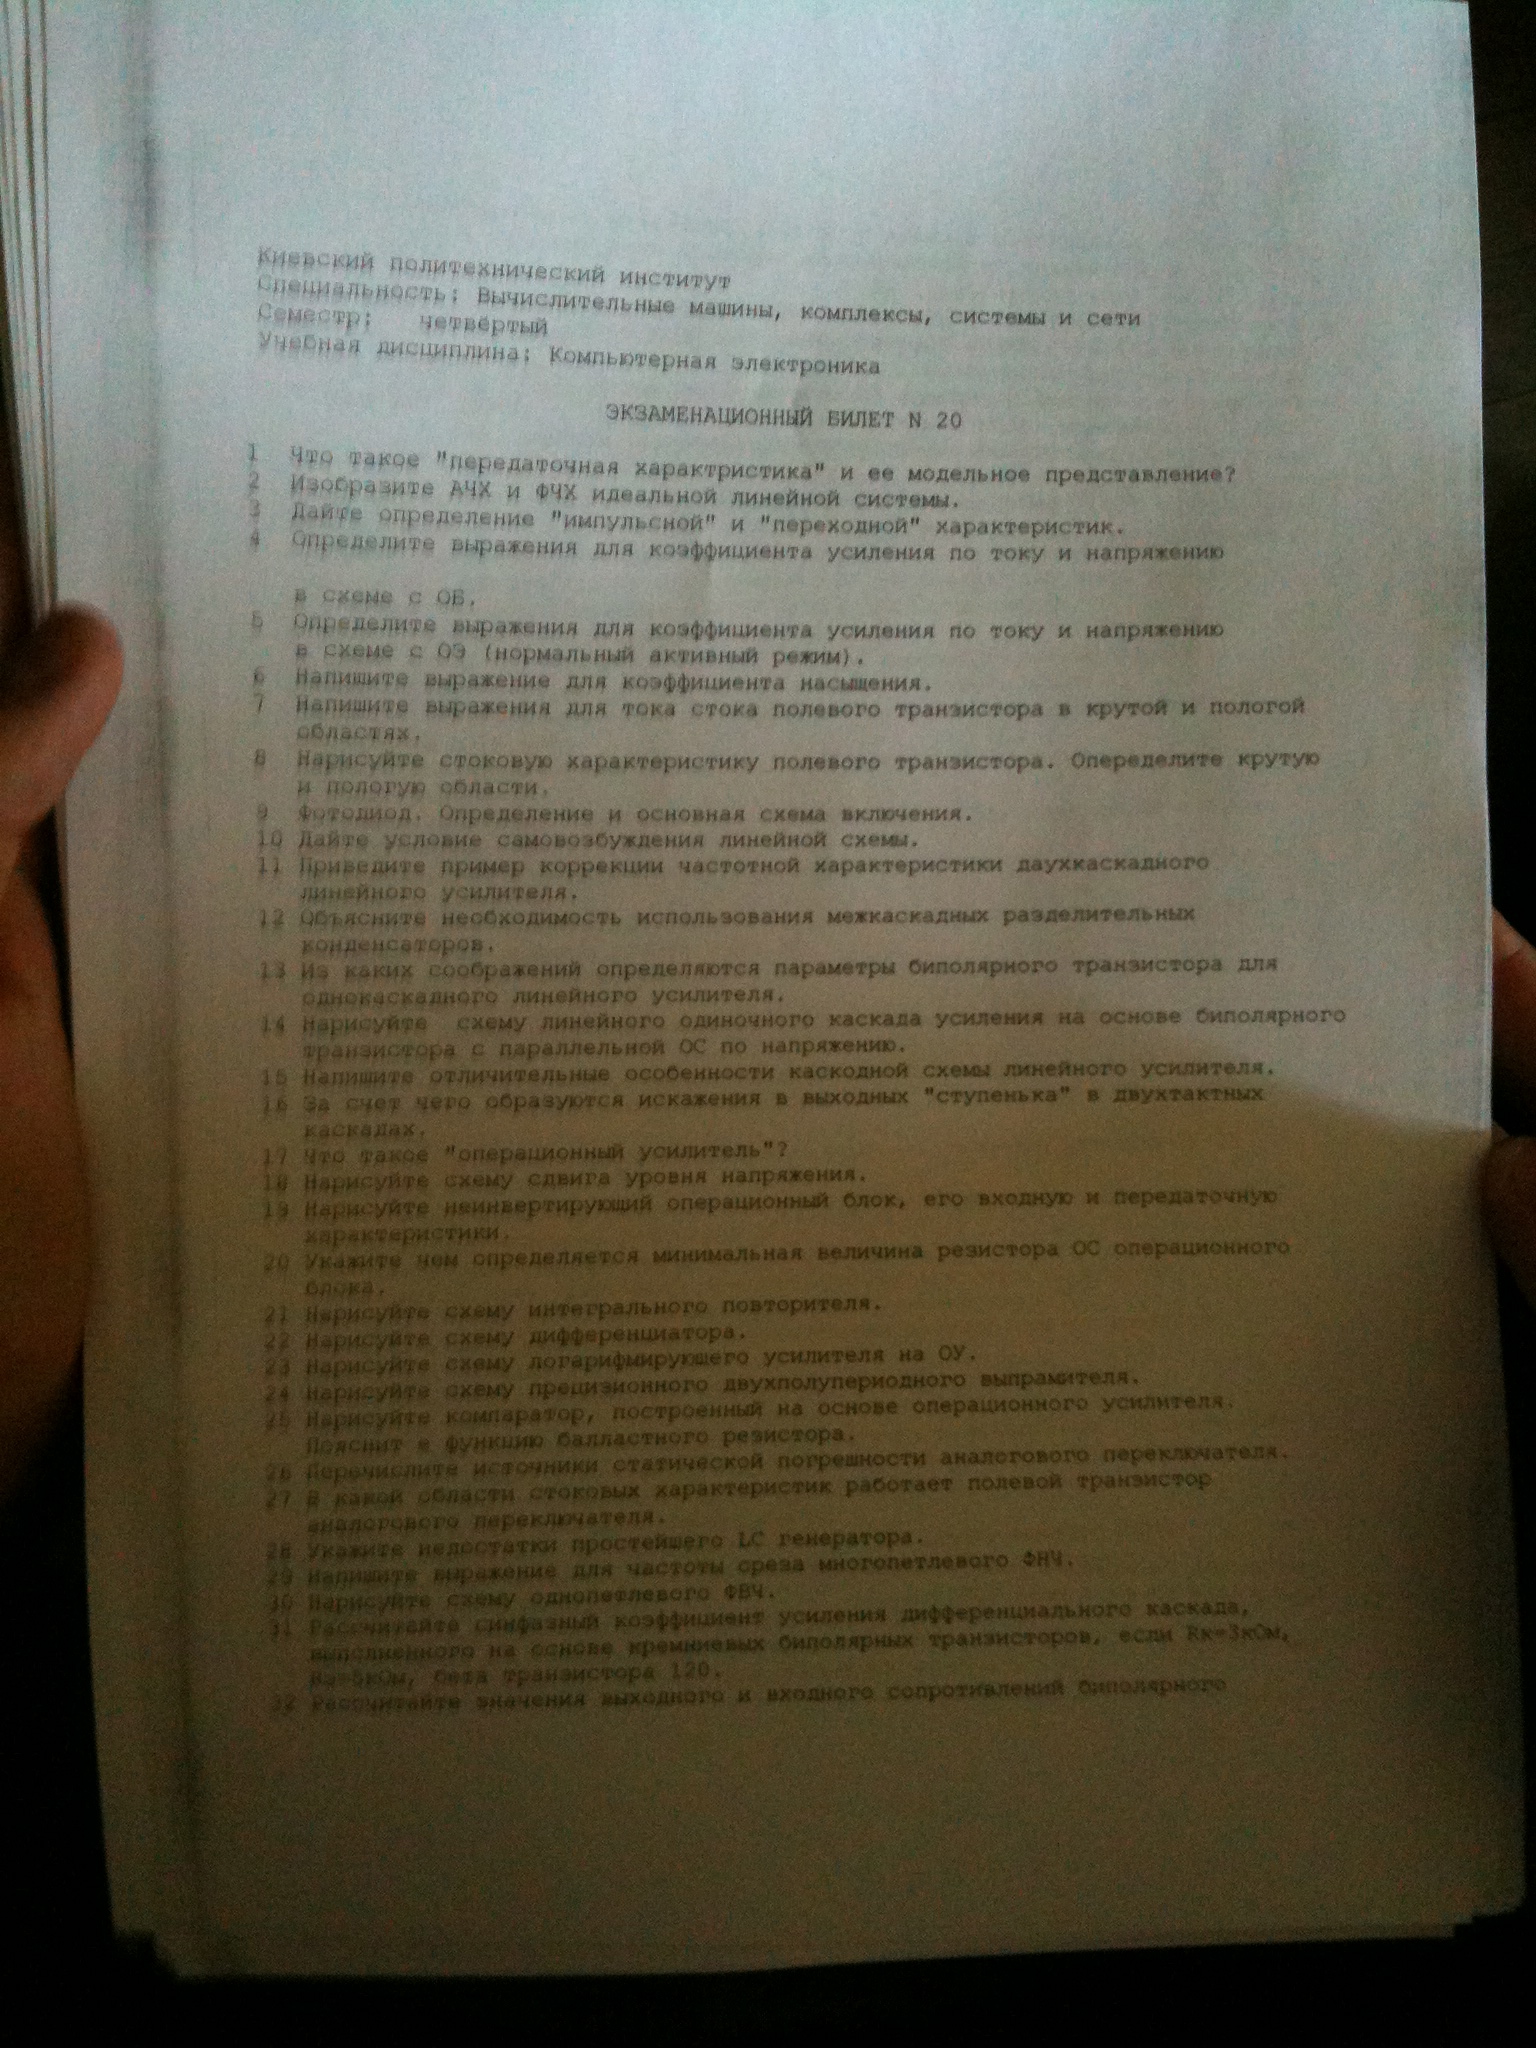 Киевский политехнический институт
Специальность: Вычислительные машины, комплексы, системы и сети
Семестр: четвёртый
Учебная дисциплина: Компьютерная электроника
ЭКЗАМЕНАЦИОННЫЙ БИЛЕТ N 20
1 Что такое "передаточная характристика" и ее модельное представление?
2 Изобразите АЧХ и ФЧХ идеальной линейной системы.
3 Дайте определение "импульсной" и "переходной" характеристик.
4 Определите выражения для коэффициента усиления по току и напряжению
в схеме с ОБ.
5 Определите выражения для коэффициента усиления по току и напряжению
в схеме с ОЭ (нормальный активный режим).
6 Напишите выражение для коэффициента насыщения.
7 Напишите выражения для тока стока полевого транзистора в крутой и пологой
областях.
8 Нарисуйте стоковую характеристику полевого транзистора. Опеределите крутую
и пологую области.
9 Фотодиод. Определение и основная схема включения.
10 Дайте условие самовозбуждения линейной схемы.
11 Приведите пример коррекции частотной характеристики даухкаскадного
линейного усилителя.
12 Объясните необходимость использования межкаскадных разделительных
конденсаторов.
13 Из каких соображений определяются параметры биполярного транзистора для
однокаскадного линейного усилителя.
14 Нарисуйте схему линейного одиночного каскада усиления на основе биполярного
транзистора с параллельной ОС по напряжению.
15 Напишите отличительные особенности каскодной схемы линейного усилителя.
16 За счет чего образуются искажения в выходных "ступенька" в двухтактных
каскадах.
17 Что такое "операционный усилитель"?
18 Нарисуйте схему сдвига уровня напряжения.
19 Нарисуйте неинвертирующий операционный блок, его входную и передаточную
характеристики.
20 Укажите чем определяется минимальная величина резистора ОС операционного
блока.
21 Нарисуйте схему интегрального повторителя.
22 Нарисуйте схему дифференциатора.
23 Нарисуйте схему логарифмируюшего усилителя на ОУ.
24 Нарисуйте схему прецизионного двухполупериодного выпрамителя.
25 Нарисуйте компаратор, построенный на основе операционного усилителя.
Пояснит е функцию балластного резистора.
26 Перечислите источники статической погрешности аналогового переключателя.
27 В какой области стоковых характеристик работает полевой транзистор
аналогового переключателя.
28 Укажите недостатки простейшего LC генератора.
29 Напишите выражение для частоты среза многопетлевого ФНЧ.
30 Нарисуйте схему однопетлевого ФВЧ.
31 Рассчитайте синфазный коэффициент усиления дифференциального каскада,
выполненного на основе кремниевых биполярных транзисторов, если Rк=3кОм,
Rэ=5кОм, бета транзистора 120.
32 Рассчитайте значения выходного и входного сопротивлений биполярного